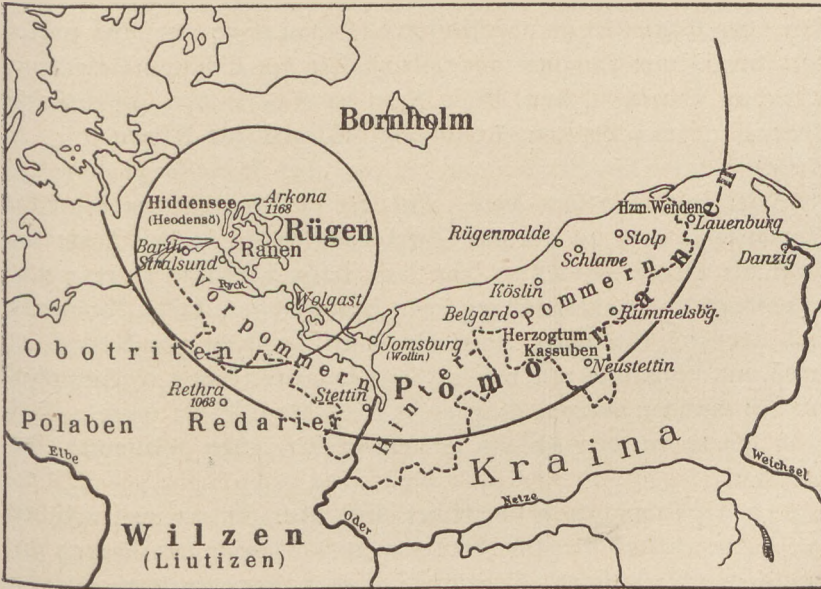 Bornholm
Hiddensee
(Heodensö)
Arkona
1168
Rügen
Ranen
Barth
Stralsund
Ryck
Wolgast
Vorpommern
Obotriten
Rethra
1068
Redarier
Polaben
Elbe
Wilzen
(Liutizen)
Stettin
Jomsburg
(Wollin)
Oder
Rügenwalde
Schlawe
Stolp
Hzm. Wenden
Lauenburg
Danzig
Köslin
Belgard
Hinter Pommern
Pomoranen
Herzogtum
Kassuben
Rummelsbg.
Neustettin
Kraina
Netze
Weichsel